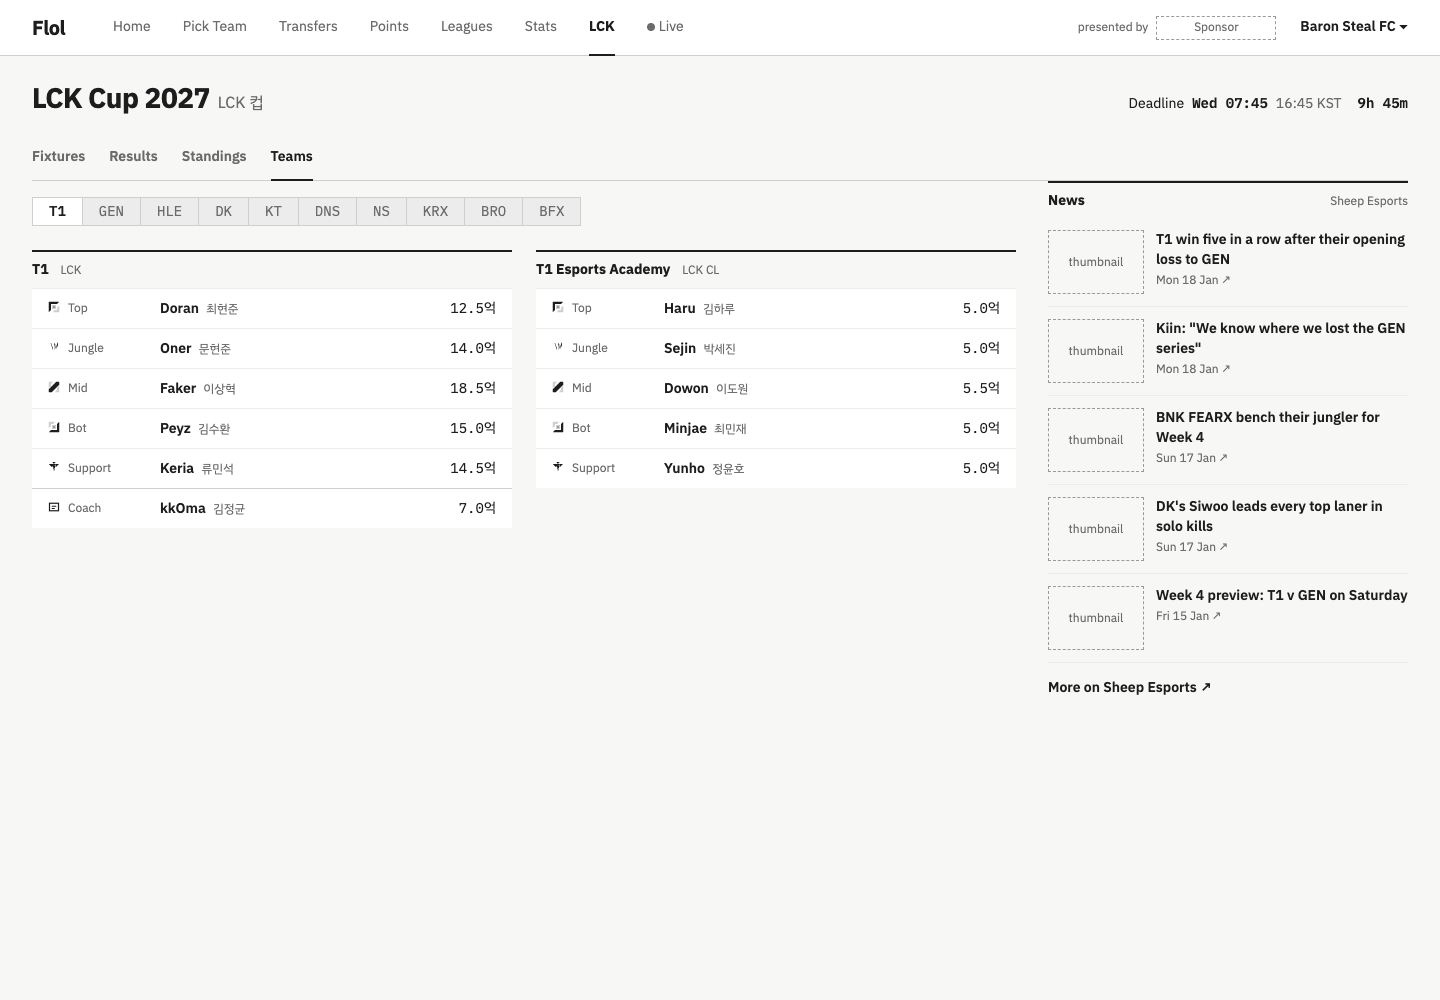 Flol Home Pick Team Transfers Points Leagues Stats LCK Live presented by Sponsor Baron Steal FC
LCK Cup 2027 LCK 컵
Deadline Wed 07:45 16:45 KST 9h 45m
Fixtures Results Standings Teams
T1 GEN HLE DK KT DNS NS KRX BRO BFX
T1 LCK
Top Doran 최현준 12.5억
Jungle Oner 문현준 14.0억
Mid Faker 이상혁 18.5억
Bot Peyz 김수환 15.0억
Support Keria 류민석 14.5억
Coach kkOma 김정균 7.0억
T1 Esports Academy LCK CL
Top Haru 김하루 5.0억
Jungle Sejin 박세진 5.0억
Mid Dowon 이도원 5.5억
Bot Minjae 최민재 5.0억
Support Yunho 정윤호 5.0억
News Sheep Esports
thumbnail
T1 win five in a row after their opening
loss to GEN
Mon 18 Jan ↗
thumbnail
Kiin: "We know where we lost the GEN
series"
Mon 18 Jan ↗
thumbnail
BNK FEARX bench their jungler for
Week 4
Sun 17 Jan ↗
thumbnail
DK's Siwoo leads every top laner in
solo kills
Sun 17 Jan ↗
thumbnail
Week 4 preview: T1 v GEN on Saturday
Fri 15 Jan ↗
More on Sheep Esports ↗